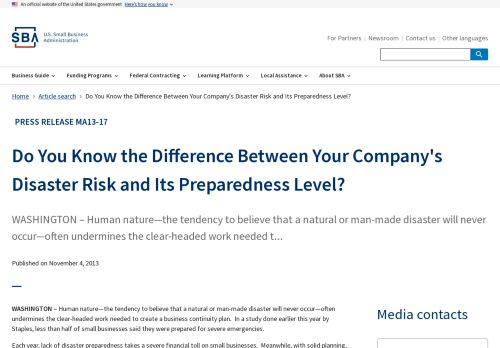 An official website of the United States government Here's how you know
SBA U.S. Small Business
Administration
For Partners Newsroom Contact us Other languages
Business Guide Funding Programs Federal Contracting Learning Platform Local Assistance About SBA
Home Article search Do You Know the Difference Between Your Company's Disaster Risk and Its Preparedness Level?
PRESS RELEASE MA13-17
Do You Know the Difference Between Your Company's
Disaster Risk and Its Preparedness Level?
WASHINGTON – Human nature—the tendency to believe that a natural or man-made disaster will never
occur—often undermines the clear-headed work needed t...
Published on November 4, 2013
WASHINGTON – Human nature—the tendency to believe that a natural or man-made disaster will never occur—often
undermines the clear-headed work needed to create a business continuity plan. In a study done earlier this year by
Staples, less than half of small businesses said they were prepared for severe emergencies.
Media contacts
Each year, lack of disaster preparedness takes a severe financial toll on small businesses. Meanwhile, with solid planning,